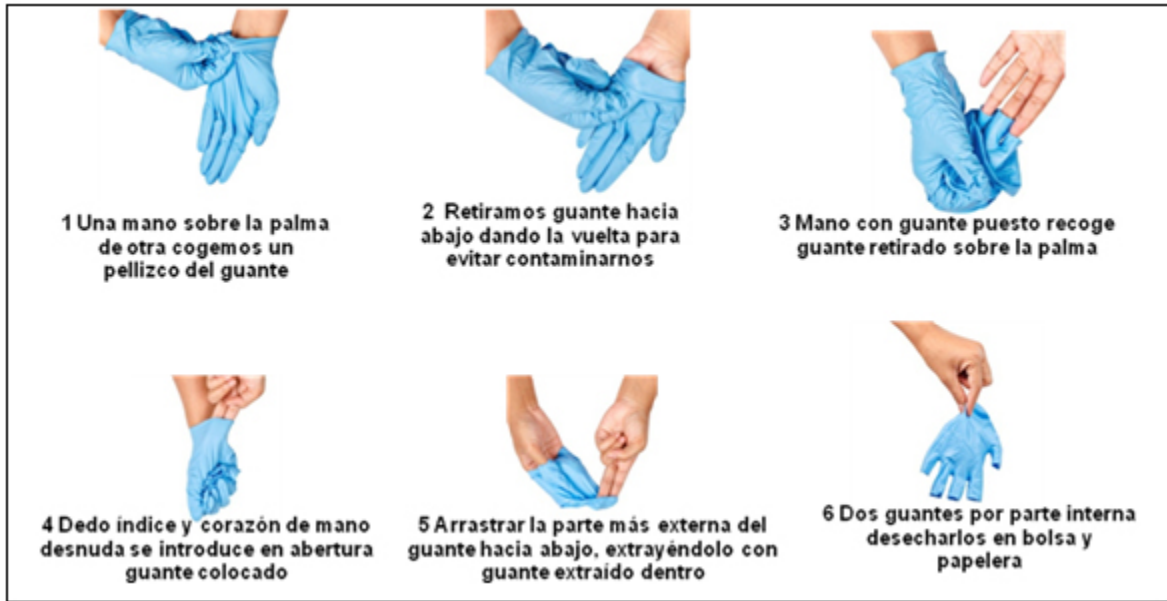 1 Una mano sobre la palma
de otra cogemos un
pellizco del guante
2 Retiramos guante hacia
abajo dando la vuelta para
evitar contaminarnos
3 Mano con guante puesto recoge
guante retirado sobre la palma
4 Dedo índice y corazón de mano
desnuda se introduce en abertura
guante colocado
5 Arrastrar la parte más externa del
guante hacia abajo, extrayéndolo con
guante extraído dentro
6 Dos guantes por parte interna
desecharlos en bolsa y
papelera